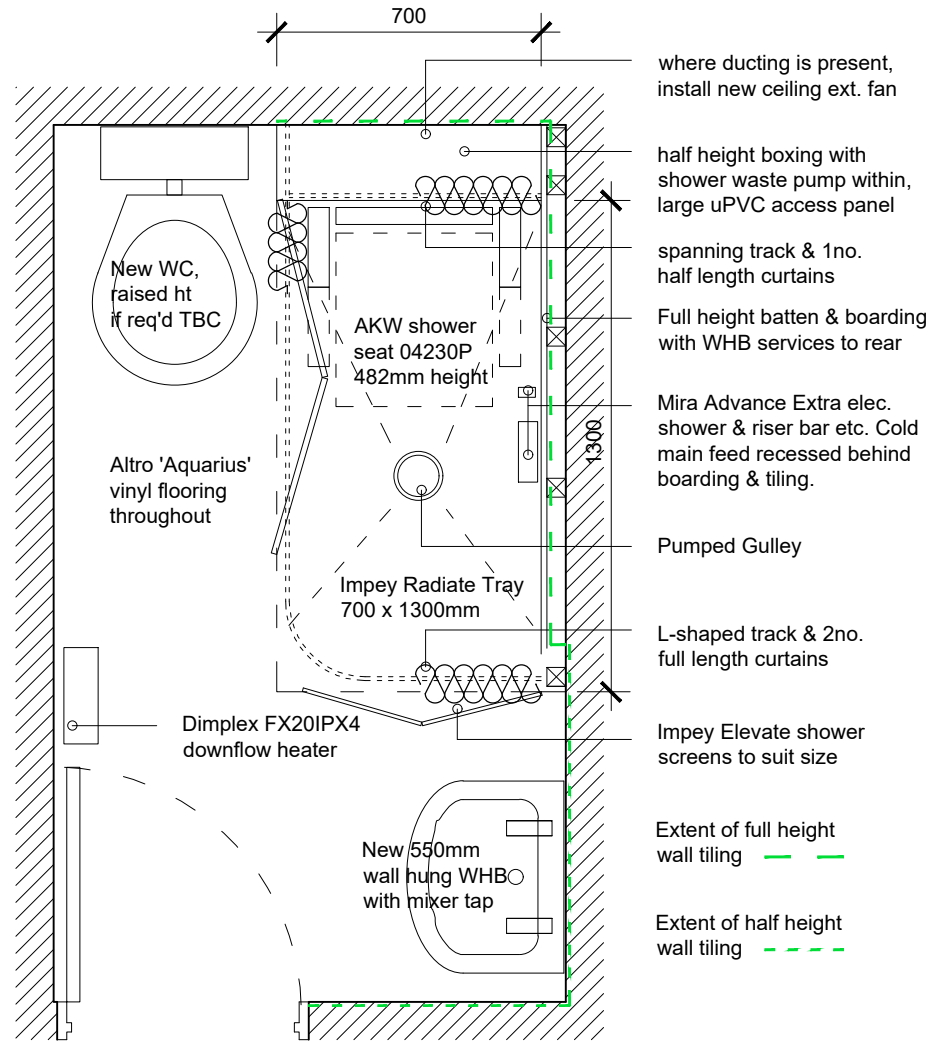 700
where ducting is present,
install new ceiling ext. fan
half height boxing with
shower waste pump within,
large uPVC access panel
spanning track & 1no.
half length curtains
New WC,
raised ht
if req'd TBC
AKW shower
seat 04230P
482mm height
Full height batten & boarding
with WHB services to rear
Mira Advance Extra elec.
shower & riser bar etc. Cold
main feed recessed behind
boarding & tiling.
1300
Altro 'Aquarius'
vinyl flooring
throughout
Pumped Gulley
Impey Radiate Tray
700 x 1300mm
L-shaped track & 2no.
full length curtains
Dimplex FX20IPX4
downflow heater
Impey Elevate shower
screens to suit size
New 550mm
wall hung WHB
with mixer tap
Extent of full height
wall tiling
Extent of half height
wall tiling